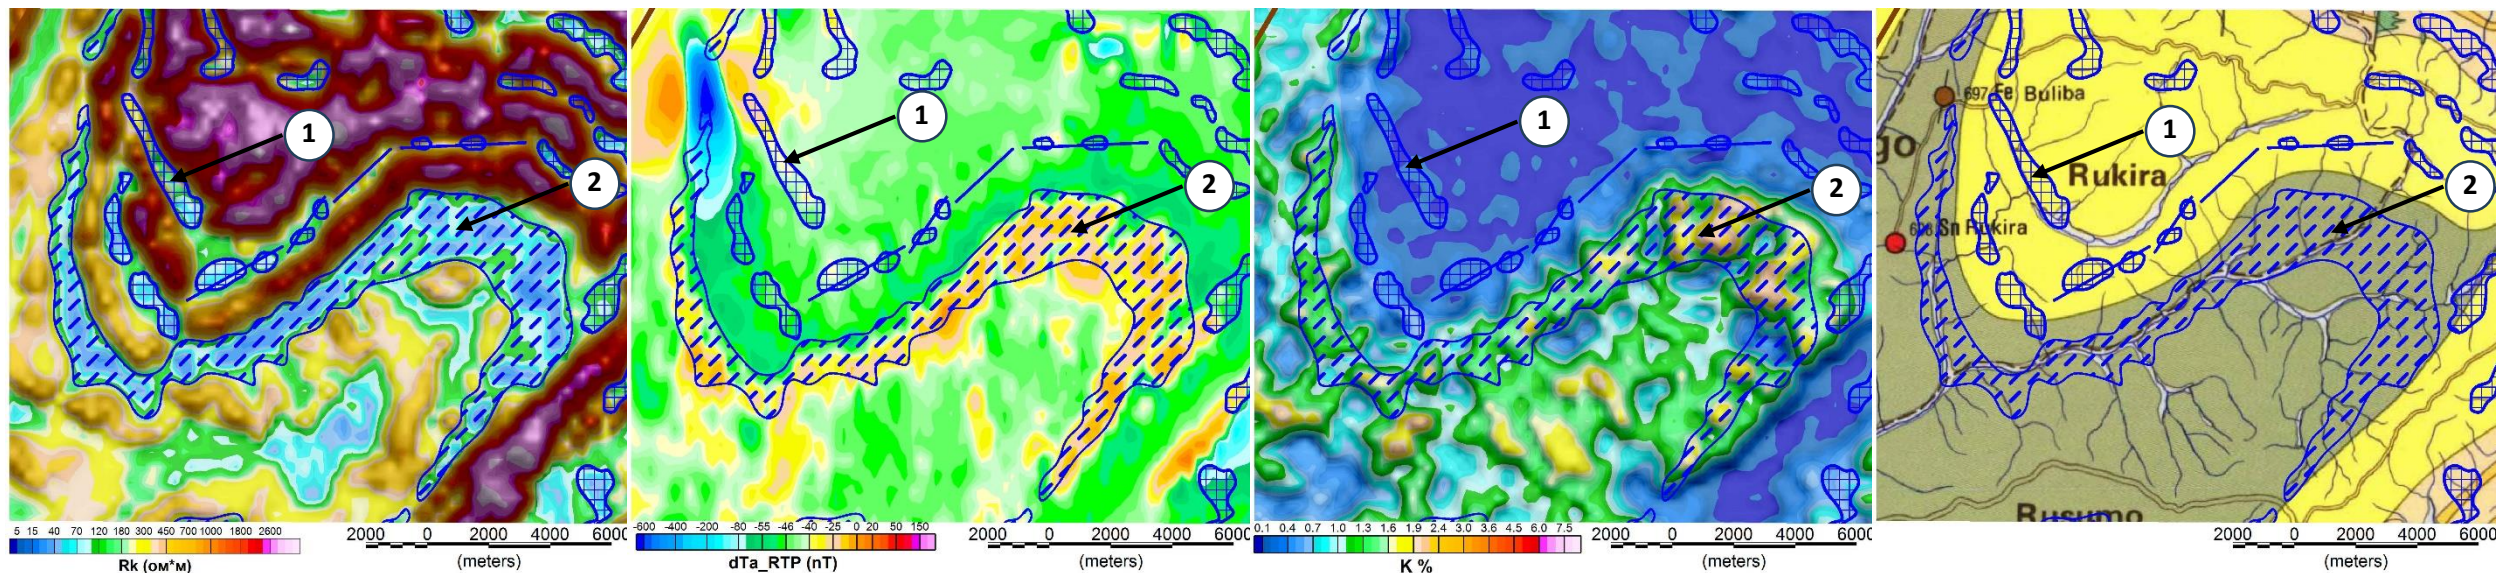 1
2
5 15 40 70 120 180 300 450 700 1000 1800 2600
Rk (ом*м)
2000 0 2000 4000 6000
(meters)
1
2
-600 -400 -200 -80 -55 -46 -40 -25 0 20 50 150
dTa_RTP (nT)
2000 0 2000 4000 6000
(meters)
1
2
0.1 0.4 0.7 1.0 1.3 1.6 1.9 2.4 3.0 3.6 4.5 6.0 7.5
K %
2000 0 2000 4000 6000
(meters)
697 Fe Buliba
1
go
Rukira
2
Sn Rukira
Rusumo
2000 0 2000 4000 6000
(meters)